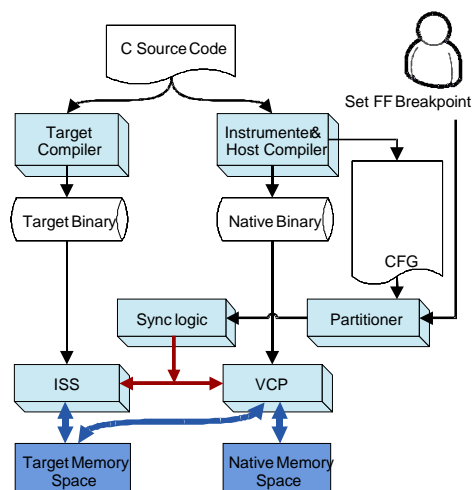 C Source Code
Set FF Breakpoint
Target
Compiler
Instrumenter&
Host Compiler
Target Binary
Native Binary
CFG
Sync logic
Partitioner
ISS
VCP
Target Memory
Space
Native Memory
Space